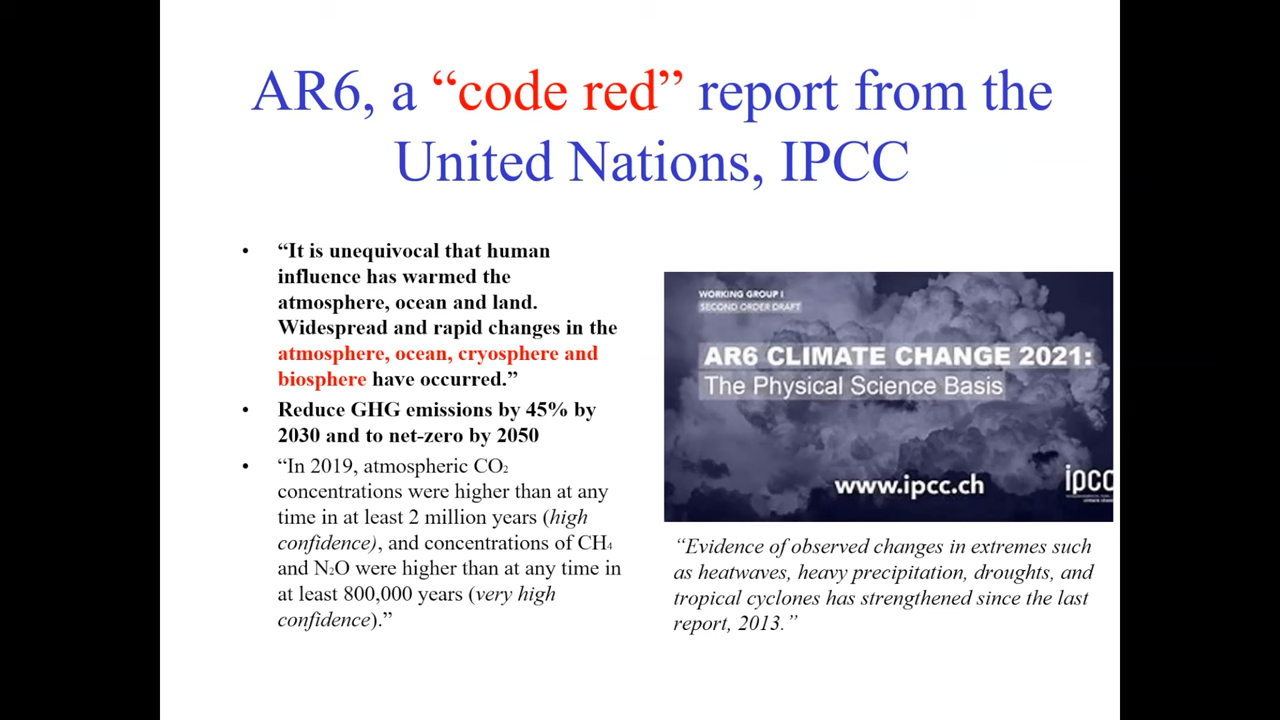 AR6, a “code red” report from the
United Nations, IPCC
• “It is unequivocal that human
influence has warmed the
atmosphere, ocean and land.
Widespread and rapid changes in the
atmosphere, ocean, cryosphere and
biosphere have occurred.”
• Reduce GHG emissions by 45% by
2030 and to net-zero by 2050
• “In 2019, atmospheric CO₂
concentrations were higher than at any
time in at least 2 million years (high
confidence), and concentrations of CH₄
and N₂O were higher than at any time in
at least 800,000 years (very high
confidence).”
WORKING GROUP I
SECOND ORDER DRAFT
AR6 CLIMATE CHANGE 2021:
The Physical Science Basis
www.ipcc.ch
ipcc
“Evidence of observed changes in extremes such
as heatwaves, heavy precipitation, droughts, and
tropical cyclones has strengthened since the last
report, 2013.”